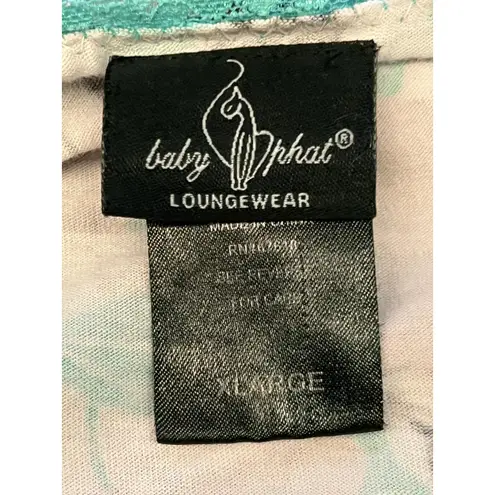 baby phat®
LOUNGEWEAR
MADE IN CHINA
SEE REVERSE
FOR CARE
XLARGE